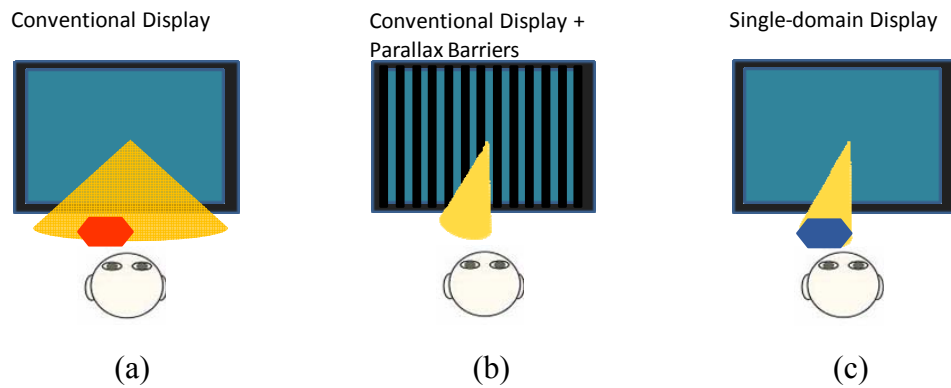 Conventional Display
Conventional Display +
Parallax Barriers
Single-domain Display
(a)
(b)
(c)